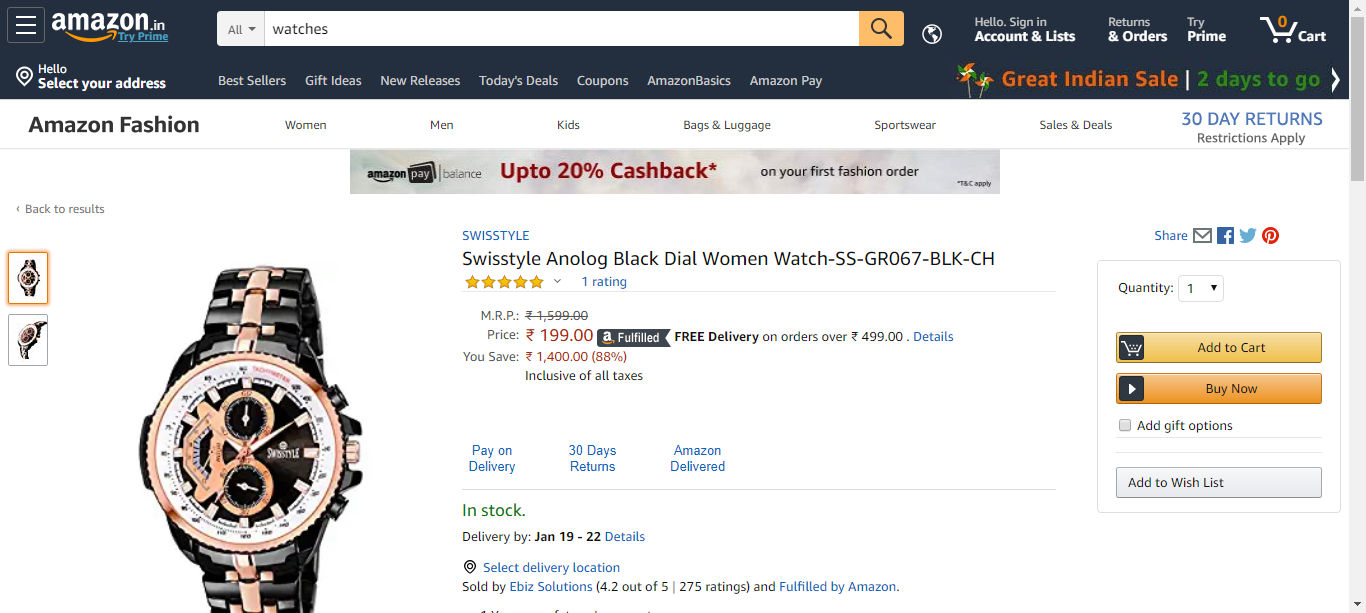 amazon.in
Try Prime
All
watches
Hello. Sign in
Account & Lists
Returns
& Orders
Try
Prime
0
Cart
Hello
Select your address
Best Sellers
Gift Ideas
New Releases
Today's Deals
Coupons
AmazonBasics
Amazon Pay
Great Indian Sale | 2 days to go
Amazon Fashion
Women
Men
Kids
Bags & Luggage
Sportswear
Sales & Deals
30 DAY RETURNS
Restrictions Apply
amazon pay | balance
Upto 20% Cashback*
on your first fashion order
*T&C apply
‹ Back to results
SWISSTYLE
Swisstyle Anolog Black Dial Women Watch-SS-GR067-BLK-CH
1 rating
M.R.P.: ₹ 1,599.00
Price: ₹ 199.00 a Fulfilled FREE Delivery on orders over ₹ 499.00 . Details
You Save: ₹ 1,400.00 (88%)
Inclusive of all taxes
Pay on
Delivery
30 Days
Returns
Amazon
Delivered
In stock.
Delivery by: Jan 19 - 22 Details
Select delivery location
Sold by Ebiz Solutions (4.2 out of 5 | 275 ratings) and Fulfilled by Amazon.
Share
Quantity: 1
Add to Cart
Buy Now
Add gift options
Add to Wish List
TACHYMETER
SWISSTYLE